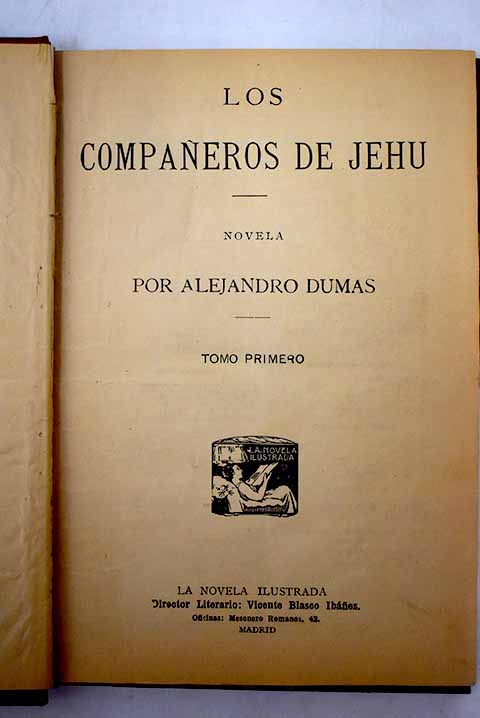 LOS
COMPAÑEROS DE JEHU
NOVELA
POR ALEJANDRO DUMAS
TOMO PRIMERO
LA NOVELA
ILUSTRADA
LA NOVELA ILUSTRADA
Director Literario: Vicente Blasco Ibáñez.
Oficinas: Mesonero Romanos, 42.
MADRID